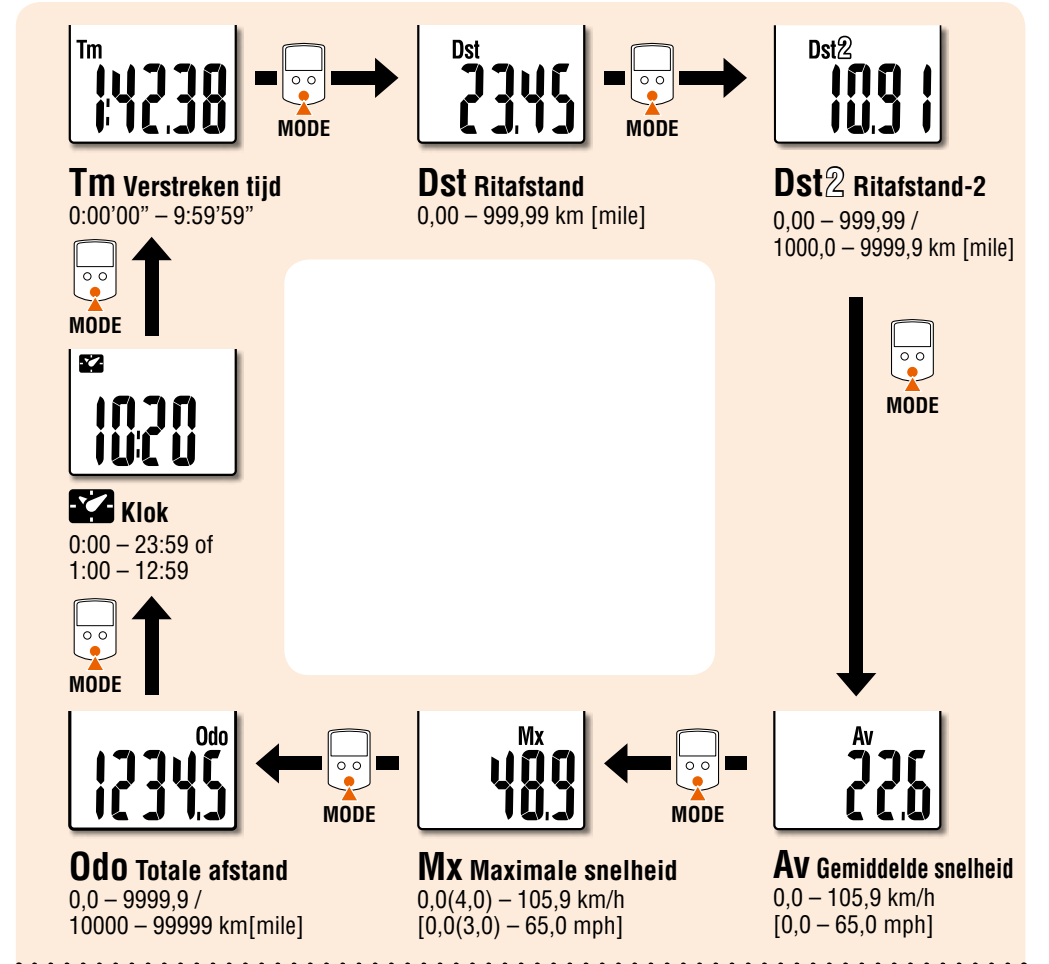 Tm
1:42.38
MODE
Dst
23.45
MODE
Dst2
10.91
Tm Verstreken tijd
0:00'00” – 9:59'59”
Dst Ritafstand
0,00 – 999,99 km [mile]
Dst2 Ritafstand-2
0,00 – 999,99 /
1000,0 – 9999,9 km [mile]
MODE
MODE
10:20
Klok
0:00 – 23:59 of
1:00 – 12:59
MODE
Odo
12345
MODE
Mx
48.9
MODE
Av
22.6
Odo Totale afstand
0,0 – 9999,9 /
10000 – 99999 km[mile]
Mx Maximale snelheid
0,0(4,0) – 105,9 km/h
[0,0(3,0) – 65,0 mph]
Av Gemiddelde snelheid
0,0 – 105,9 km/h
[0,0 – 65,0 mph]